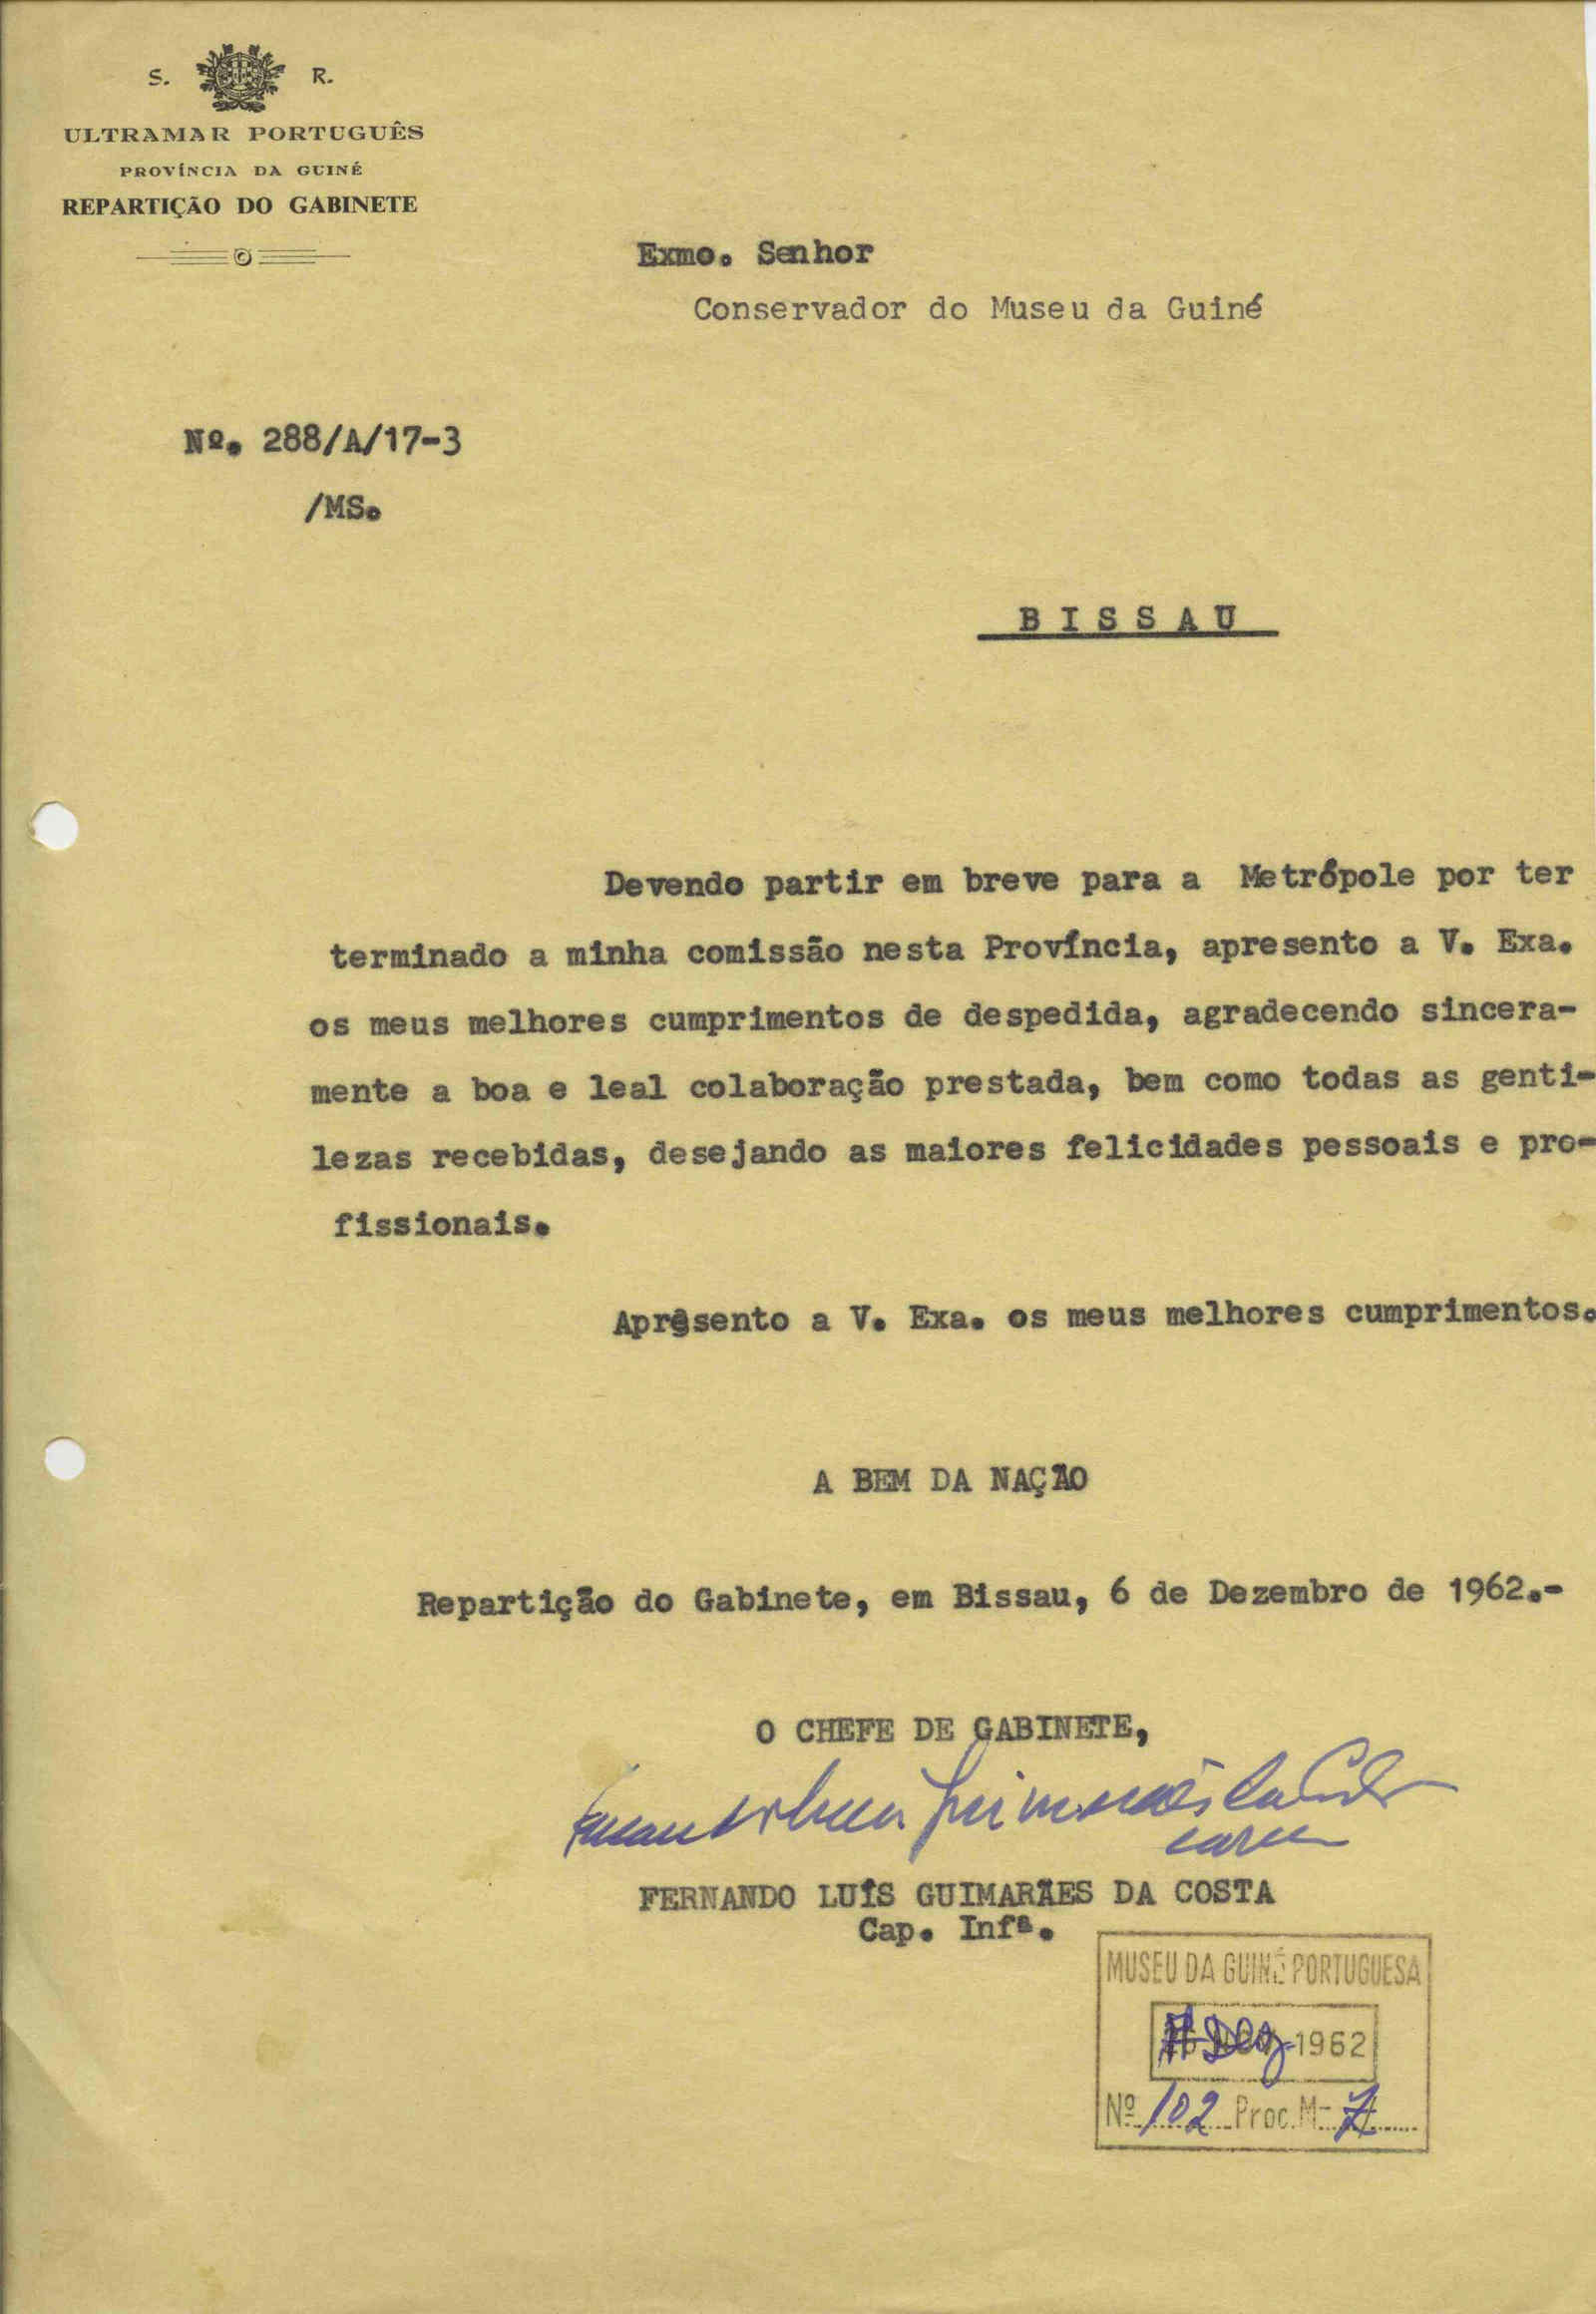 S. R.
ULTRAMAR PORTUGUÊS
PROVÍNCIA DA GUINÉ
REPARTIÇÃO DO GABINETE
Exmo. Senhor
Conservador do Museu da Guiné
Nº. 288/A/17-3
/MS.
BISSAU
Devendo partir em breve para a Metrópole por ter
terminado a minha comissão nesta Província, apresento a V. Exa.
os meus melhores cumprimentos de despedida, agradecendo sincera-
mente a boa e leal colaboração prestada, bem como todas as genti-
lezas recebidas, desejando as maiores felicidades pessoais e pro-
fissionais.
Apresento a V. Exa. os meus melhores cumprimentos.
A BEM DA NAÇÃO
Repartição do Gabinete, em Bissau, 6 de Dezembro de 1962.-
O CHEFE DE GABINETE,
FERNANDO LUÍS GUIMARÃES DA COSTA
Cap. Infª.
MUSEU DA GUINÉ PORTUGUESA
Dez 1962
Nº 102 Proc. M- 7